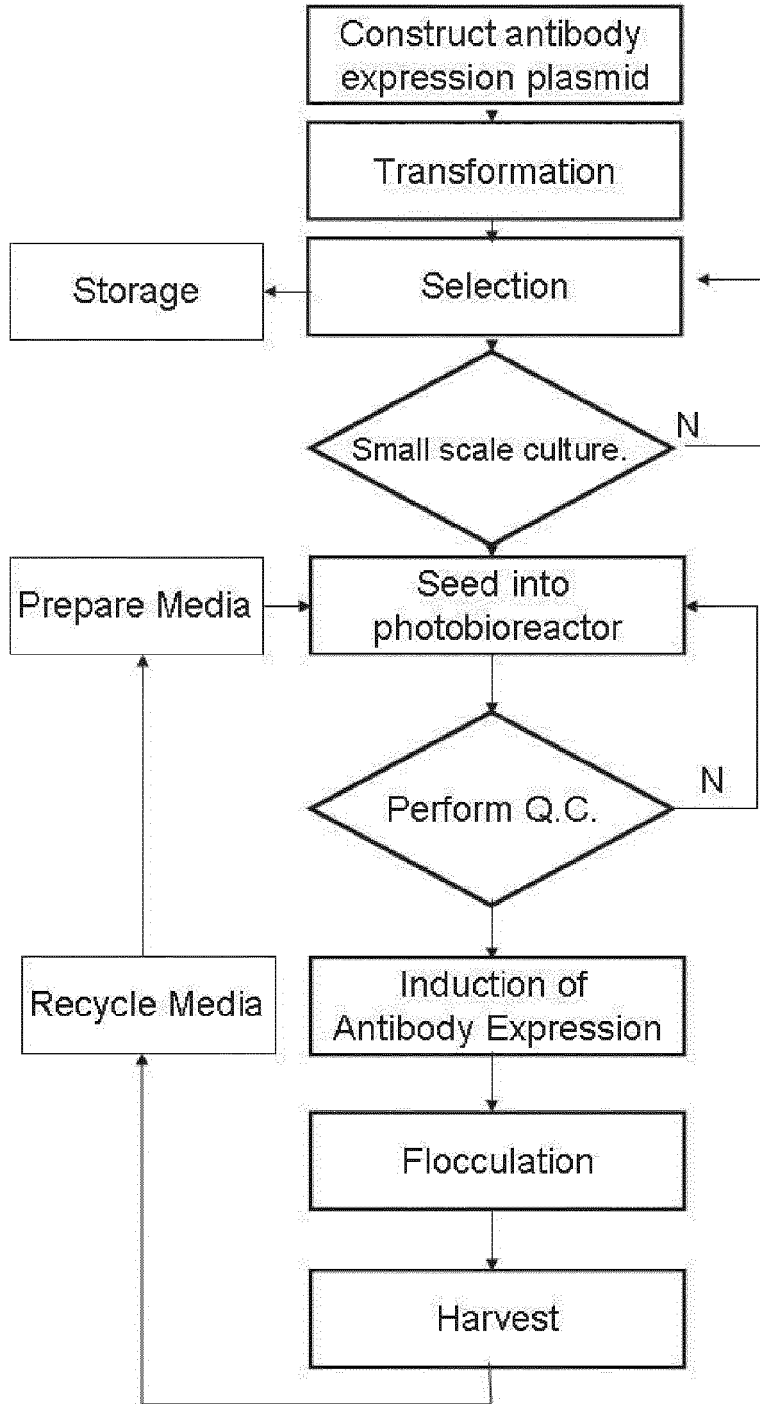 Construct antibody
expression plasmid
Transformation
Storage
Selection
Small scale culture.
N
Prepare Media
Seed into
photobioreactor
Perform Q.C.
N
Recycle Media
Induction of
Antibody Expression
Flocculation
Harvest